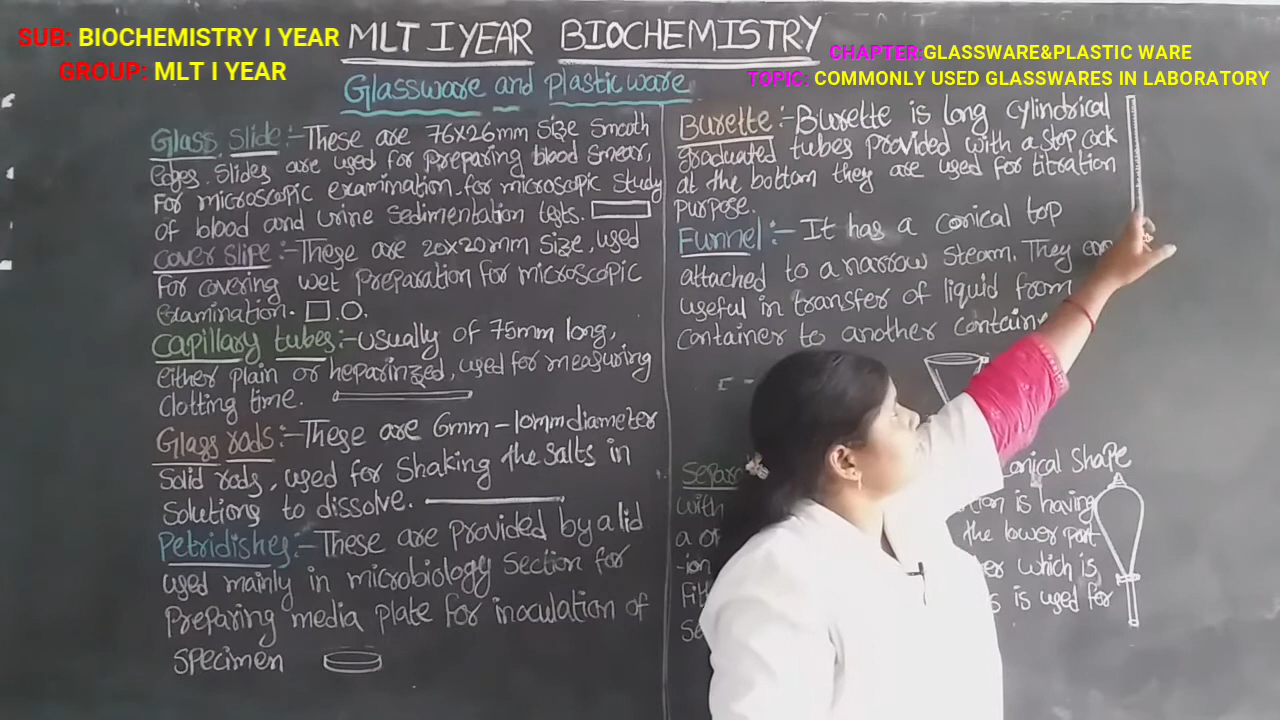 SUB: BIOCHEMISTRY I YEAR
GROUP: MLT I YEAR
MLT I YEAR BIOCHEMISTRY
CHAPTER:GLASSWARE&PLASTIC WARE
TOPIC: COMMONLY USED GLASSWARES IN LABORATORY
Glassware and plasticware
Glass Slide:- These are 76x26mm Size Smooth
Edges. Slides are used for preparing blood smear,
For microscopic examination. for microscopic study
of blood and urine sedimentation tests.
Cover Slips:- These are 20x20mm Size, used
For covering wet preparation for microscopic
Examination.
Capillary tubes:- usually of 75mm long,
either plain or heparinized, used for measuring
Clotting time.
Glass rods:- These are 6mm-10mm diameter
Solid rods, used for Shaking the Salts in
Solutions to dissolve.
Petridishes:- These are provided by a lid
used mainly in microbiology Section for
Preparing media plate for inoculation of
Specimen
Burette:- Burette is long cylindrical
graduated tubes provided with a stop cock
at the bottom they are used for titration
purpose.
Funnel:- It has a conical top
attached to a narrow steam. They
useful in transfer of liquid from
container to another
Conical Shape
with is having
a the lower part
-ion which is
is used for